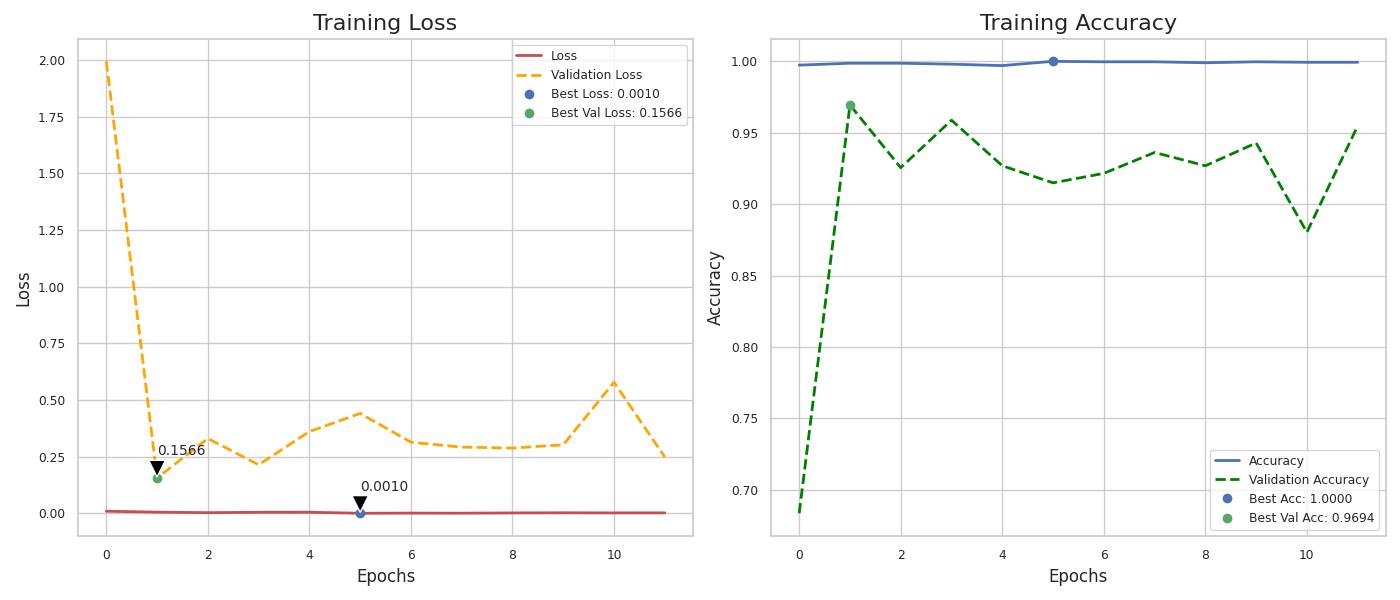 Training Loss
Loss
2.00
1.75
1.50
1.25
1.00
0.75
0.50
0.25
0.00
Loss
Validation Loss
Best Loss: 0.0010
Best Val Loss: 0.1566
0.1566
0.0010
0 2 4 6 8 10
Epochs
Training Accuracy
Accuracy
1.00
0.95
0.90
0.85
0.80
0.75
0.70
Accuracy
Validation Accuracy
Best Acc: 1.0000
Best Val Acc: 0.9694
0 2 4 6 8 10
Epochs